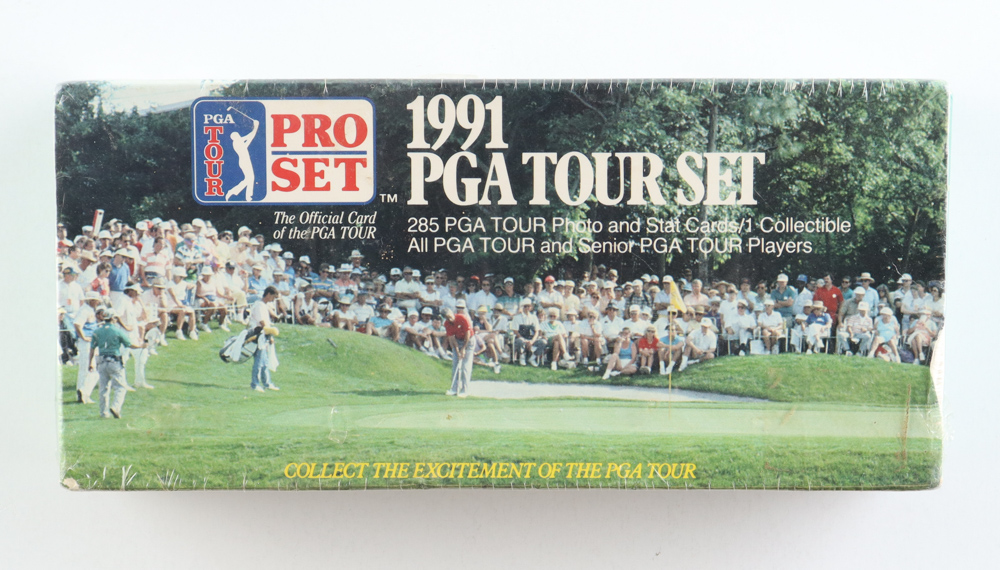 PGA
TOUR
PRO
SET
™
The Official Card
of the PGA TOUR
1991
PGA TOUR SET
285 PGA TOUR Photo and Stat Cards/1 Collectible
All PGA TOUR and Senior PGA TOUR Players
COLLECT THE EXCITEMENT OF THE PGA TOUR